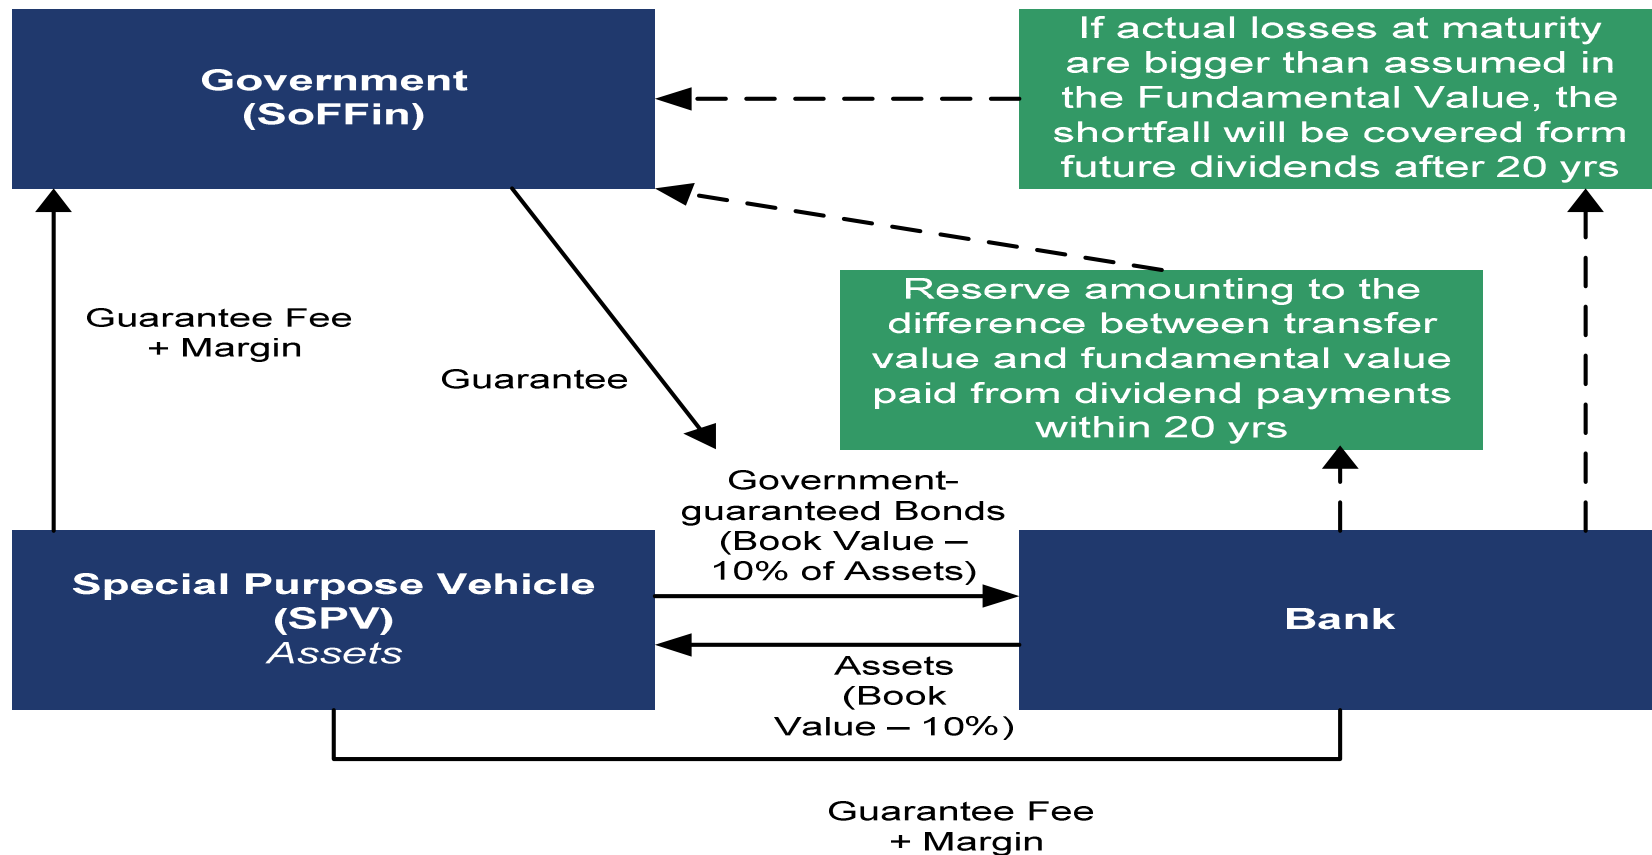 Government
(SoFFin)
If actual losses at maturity
are bigger than assumed in
the Fundamental Value, the
shortfall will be covered form
future dividends after 20 yrs
Guarantee Fee
+ Margin
Guarantee
Reserve amounting to the
difference between transfer
value and fundamental value
paid from dividend payments
within 20 yrs
Government-
guaranteed Bonds
(Book Value –
10% of Assets)
Special Purpose Vehicle
(SPV)
Assets
Bank
Assets
(Book
Value – 10%)
Guarantee Fee
+ Margin